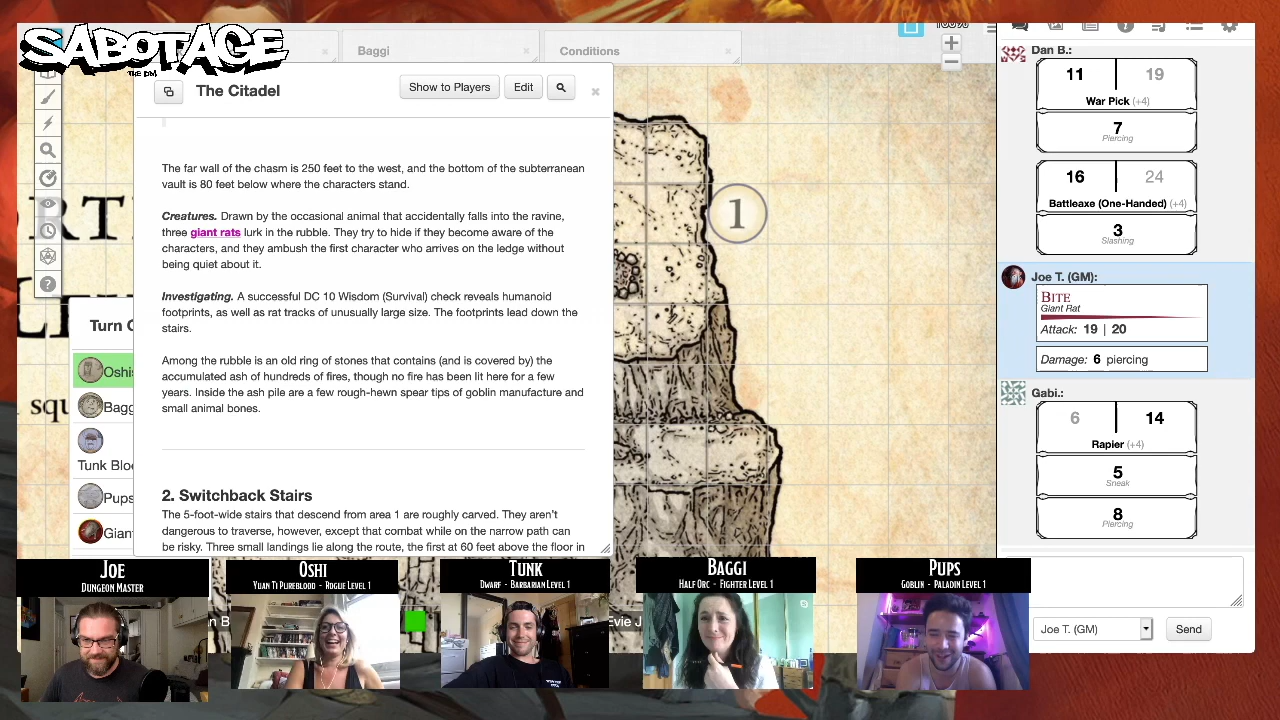 SABOTAGE
THE DM
Baggi
Conditions
The Citadel
Show to Players
Edit
The far wall of the chasm is 250 feet to the west, and the bottom of the subterranean
vault is 80 feet below where the characters stand.
Creatures. Drawn by the occasional animal that accidentally falls into the ravine,
three giant rats lurk in the rubble. They try to hide if they become aware of the
characters, and they ambush the first character who arrives on the ledge without
being quiet about it.
Investigating. A successful DC 10 Wisdom (Survival) check reveals humanoid
footprints, as well as rat tracks of unusually large size. The footprints lead down the
stairs.
Among the rubble is an old ring of stones that contains (and is covered by) the
accumulated ash of hundreds of fires, though no fire has been lit here for a few
years. Inside the ash pile are a few rough-hewn spear tips of goblin manufacture and
small animal bones.
2. Switchback Stairs
The 5-foot-wide stairs that descend from area 1 are roughly carved. They aren't
dangerous to traverse, however, except that combat while on the narrow path can
be risky. Three small landings lie along the route, the first at 60 feet above the floor in
RT
squ
Turn O
Oshi
Bagg
Tunk Bloo
Pups
Giant
1
Dan B.:
11 19
War Pick (+4)
7
Piercing
16 24
Battleaxe (One-Handed) (+4)
3
Slashing
Joe T. (GM):
BITE
Giant Rat
Attack: 19 | 20
Damage: 6 piercing
Gabi.:
6 14
Rapier (+4)
5
Sneak
8
Piercing
Joe T. (GM)
Send
n B
Evie J
JOE
DUNGEON MASTER
OSHI
YUAN TI PUREBLOOD - ROGUE LEVEL 1
TUNK
DWARF - BARBARIAN LEVEL 1
BAGGI
HALF ORC - FIGHTER LEVEL 1
PUPS
GOBLIN - PALADIN LEVEL 1